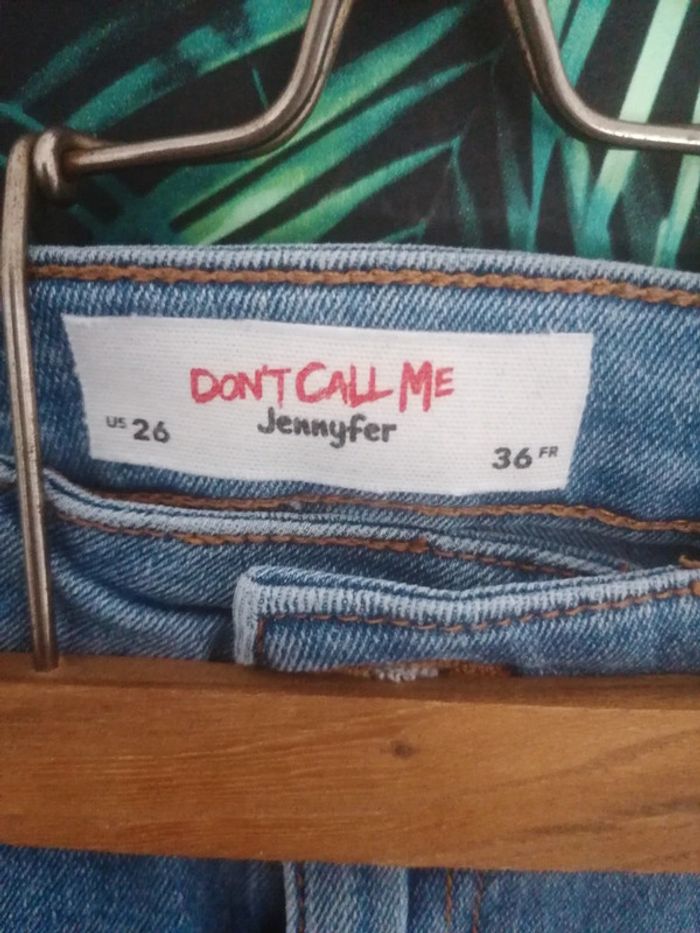 DON'T CALL ME
Jennyfer
US 26
36 FR